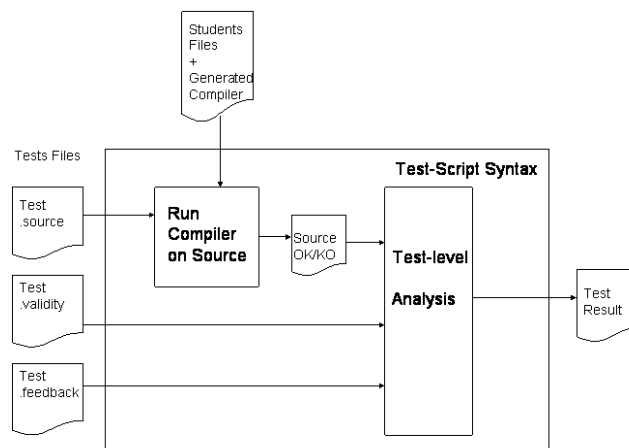 Students
Files
+
Generated
Compiler
Tests Files
Test-Script Syntax
Test
.source
Run
Compiler
on Source
Source
OK/KO
Test-level
Analysis
Test
.validity
Test
Result
Test
.feedback